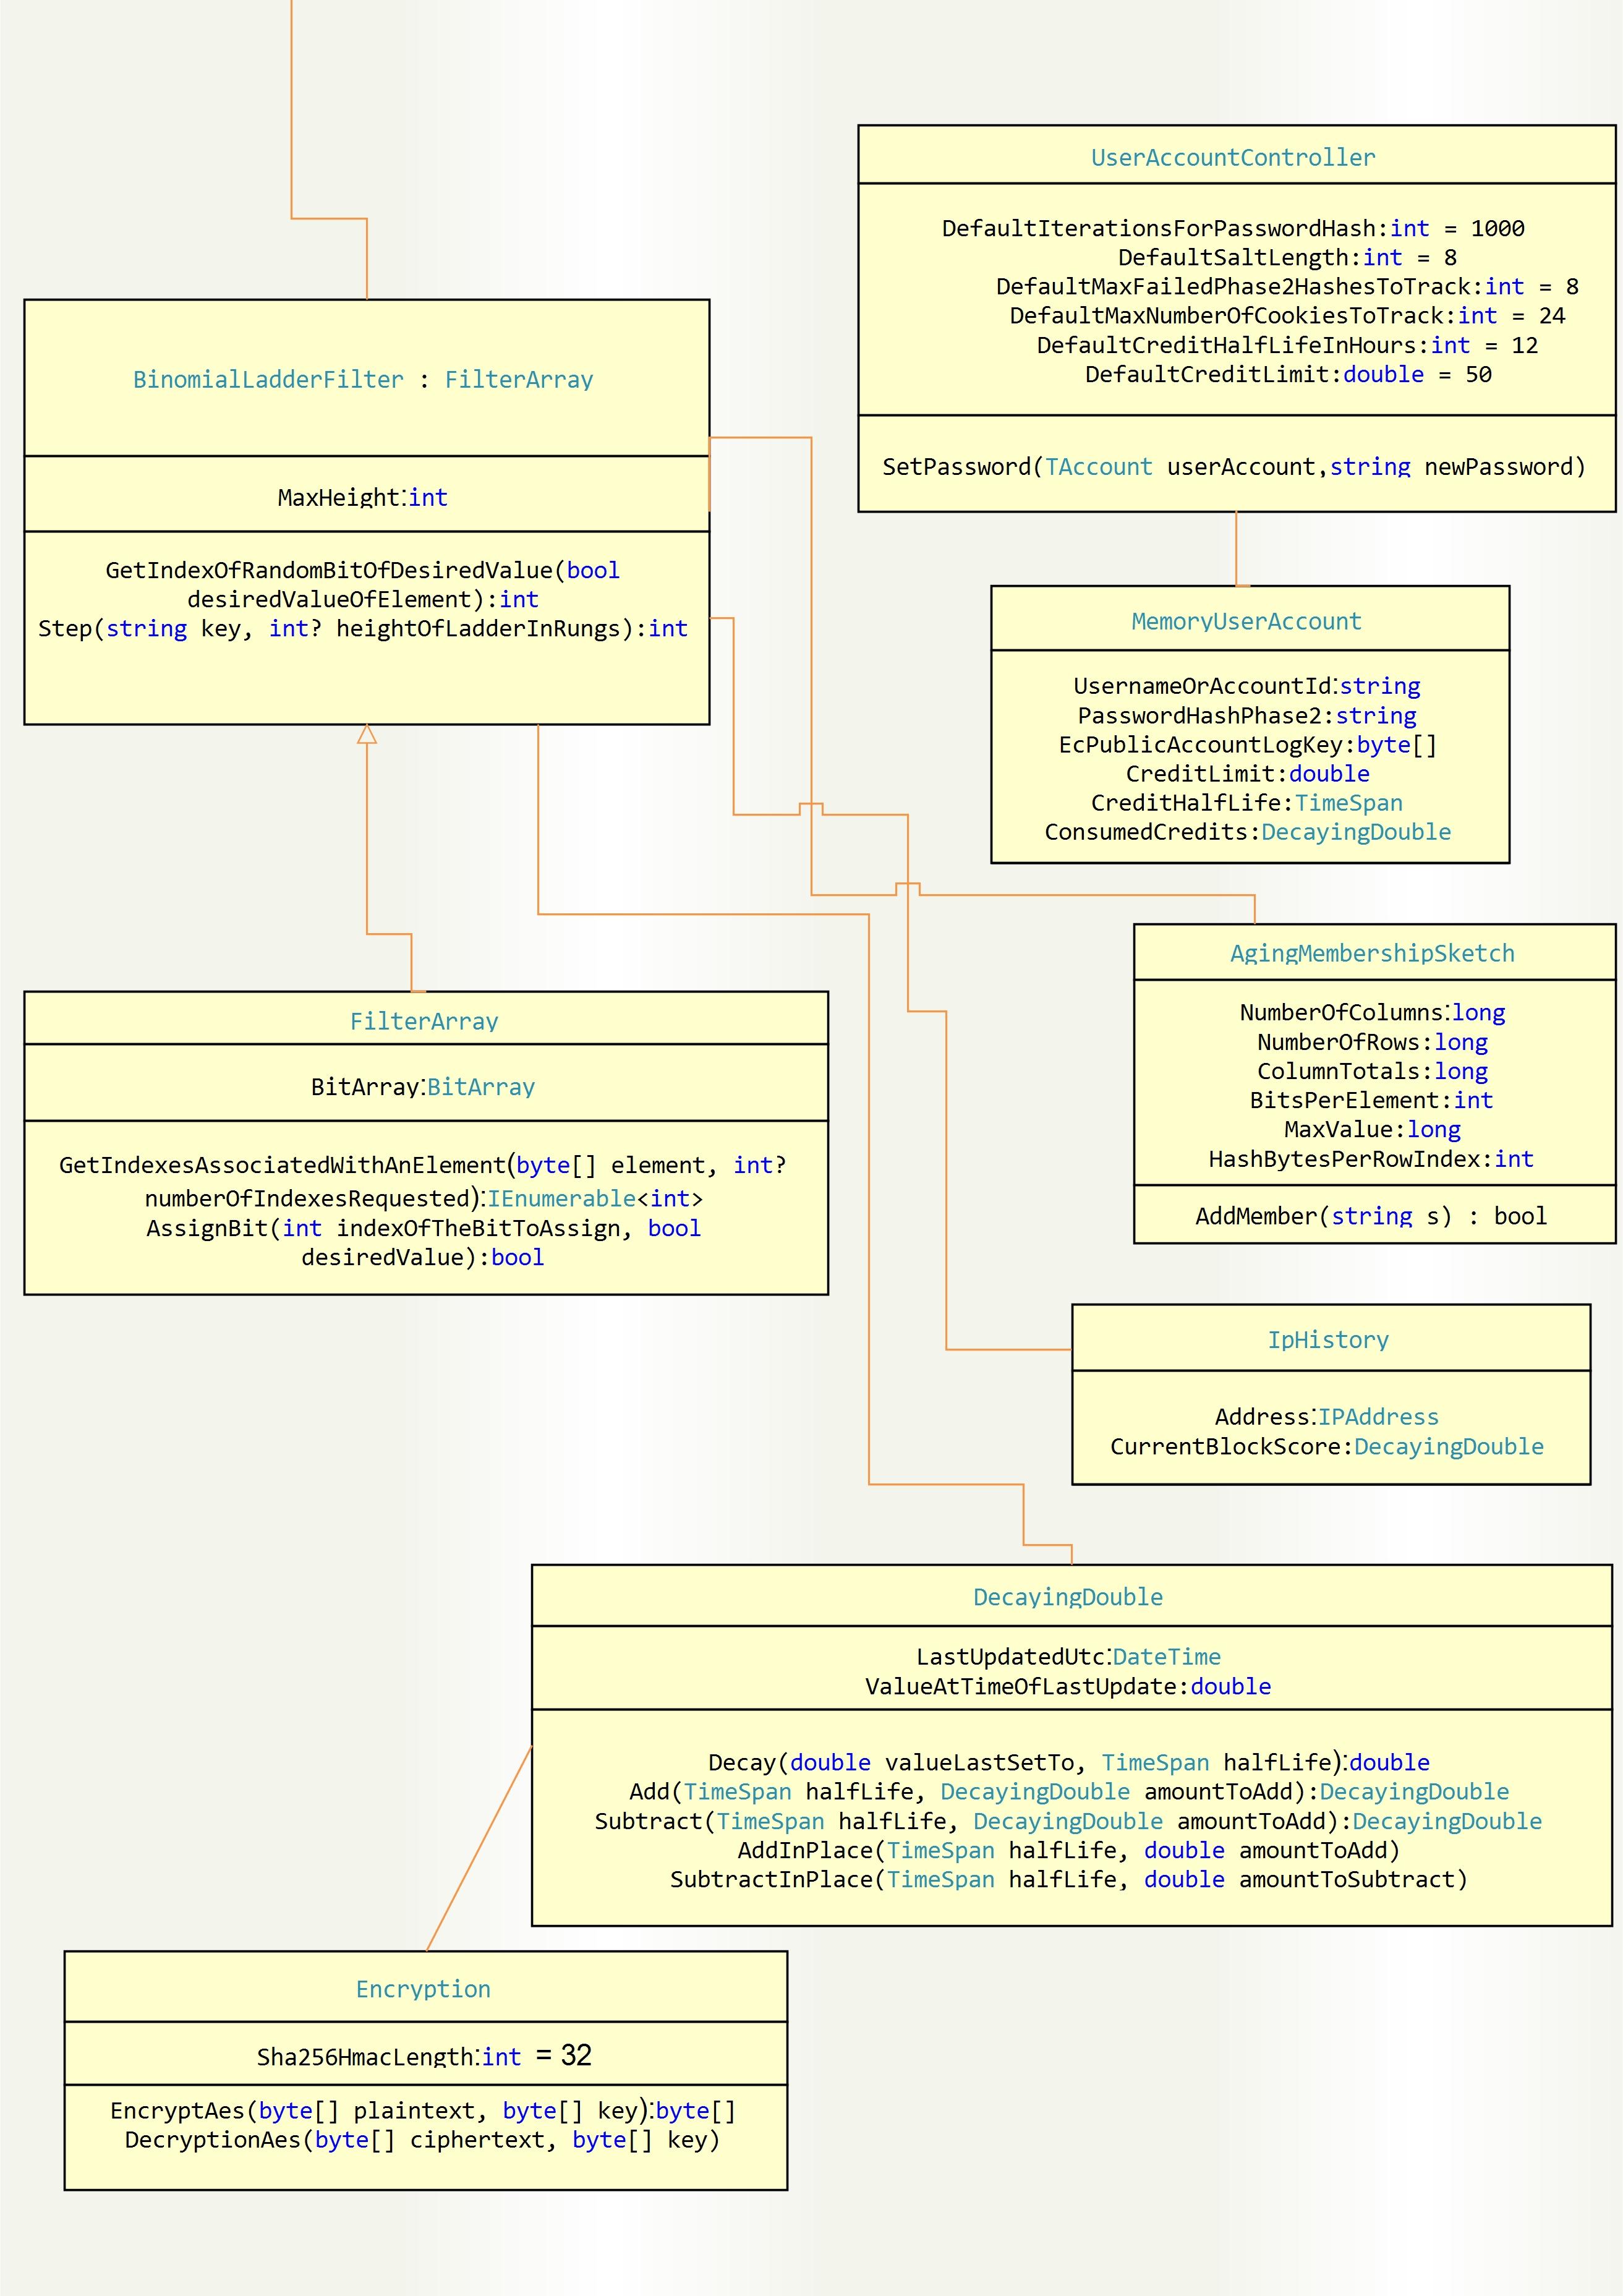 UserAccountController
DefaultIterationsForPasswordHash:int = 1000
DefaultSaltLength:int = 8
DefaultMaxFailedPhase2HashesToTrack:int = 8
DefaultMaxNumberOfCookiesToTrack:int = 24
DefaultCreditHalfLifeInHours:int = 12
DefaultCreditLimit:double = 50
SetPassword(TAccount userAccount,string newPassword)
BinomialLadderFilter : FilterArray
MaxHeight:int
GetIndexOfRandomBitOfDesiredValue(bool
desiredValueOfElement):int
Step(string key, int? heightOfLadderInRungs):int
MemoryUserAccount
UsernameOrAccountId:string
PasswordHashPhase2:string
EcPublicAccountLogKey:byte[]
CreditLimit:double
CreditHalfLife:TimeSpan
ConsumedCredits:DecayingDouble
AgingMembershipSketch
NumberOfColumns:long
NumberOfRows:long
ColumnTotals:long
BitsPerElement:int
MaxValue:long
HashBytesPerRowIndex:int
AddMember(string s) : bool
FilterArray
BitArray:BitArray
GetIndexesAssociatedWithAnElement(byte[] element, int?
numberOfIndexesRequested):IEnumerable<int>
AssignBit(int indexOfTheBitToAssign, bool
desiredValue):bool
IpHistory
Address:IPAddress
CurrentBlockScore:DecayingDouble
DecayingDouble
LastUpdatedUtc:DateTime
ValueAtTimeOfLastUpdate:double
Decay(double valueLastSetTo, TimeSpan halfLife):double
Add(TimeSpan halfLife, DecayingDouble amountToAdd):DecayingDouble
Subtract(TimeSpan halfLife, DecayingDouble amountToAdd):DecayingDouble
AddInPlace(TimeSpan halfLife, double amountToAdd)
SubtractInPlace(TimeSpan halfLife, double amountToSubtract)
Encryption
Sha256HmacLength:int = 32
EncryptAes(byte[] plaintext, byte[] key):byte[]
DecryptionAes(byte[] ciphertext, byte[] key)